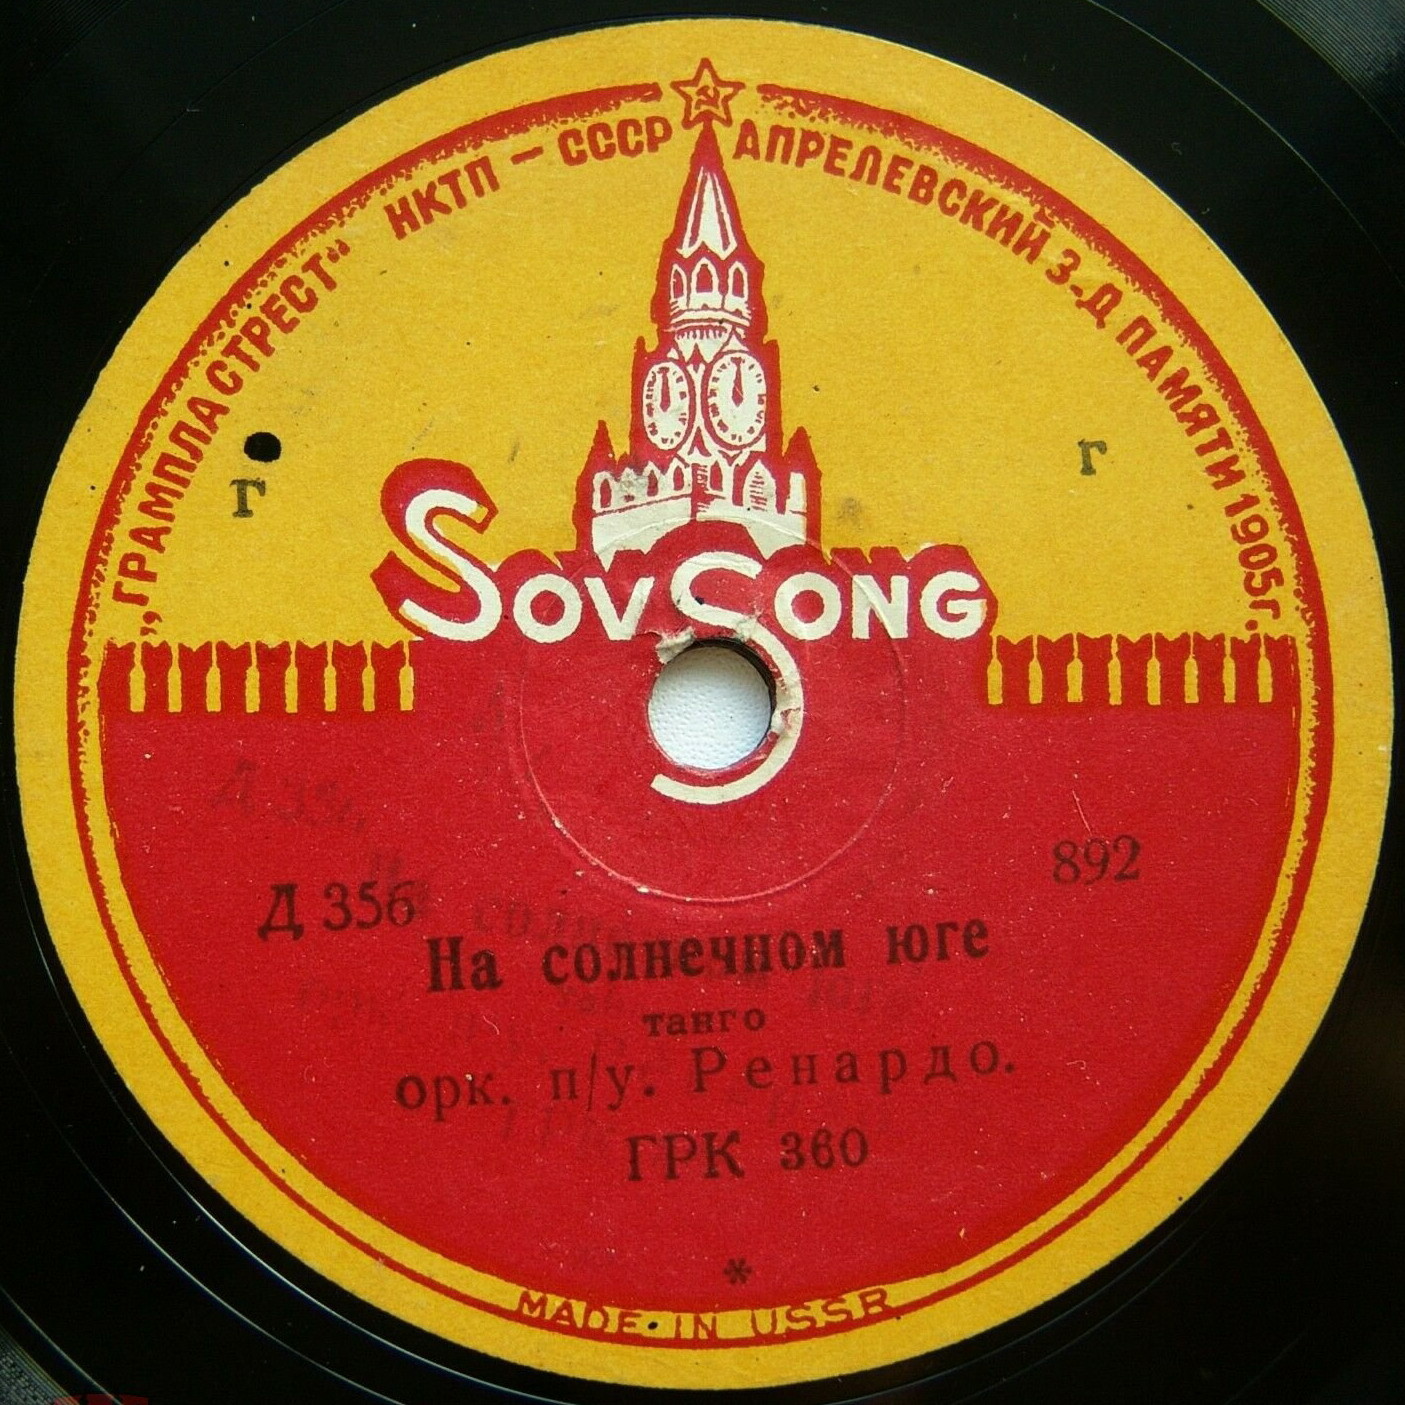 „ГРАМПЛАСТРЕСТ“ НКТП – СССР АПРЕЛЕВСКИЙ З-Д ПАМЯТИ 1905 г.
г г
SOVSONG
Д 356 892
На солнечном юге
танго
орк. п/у. Ренардо.
ГРК 360
*
MADE·IN USSR